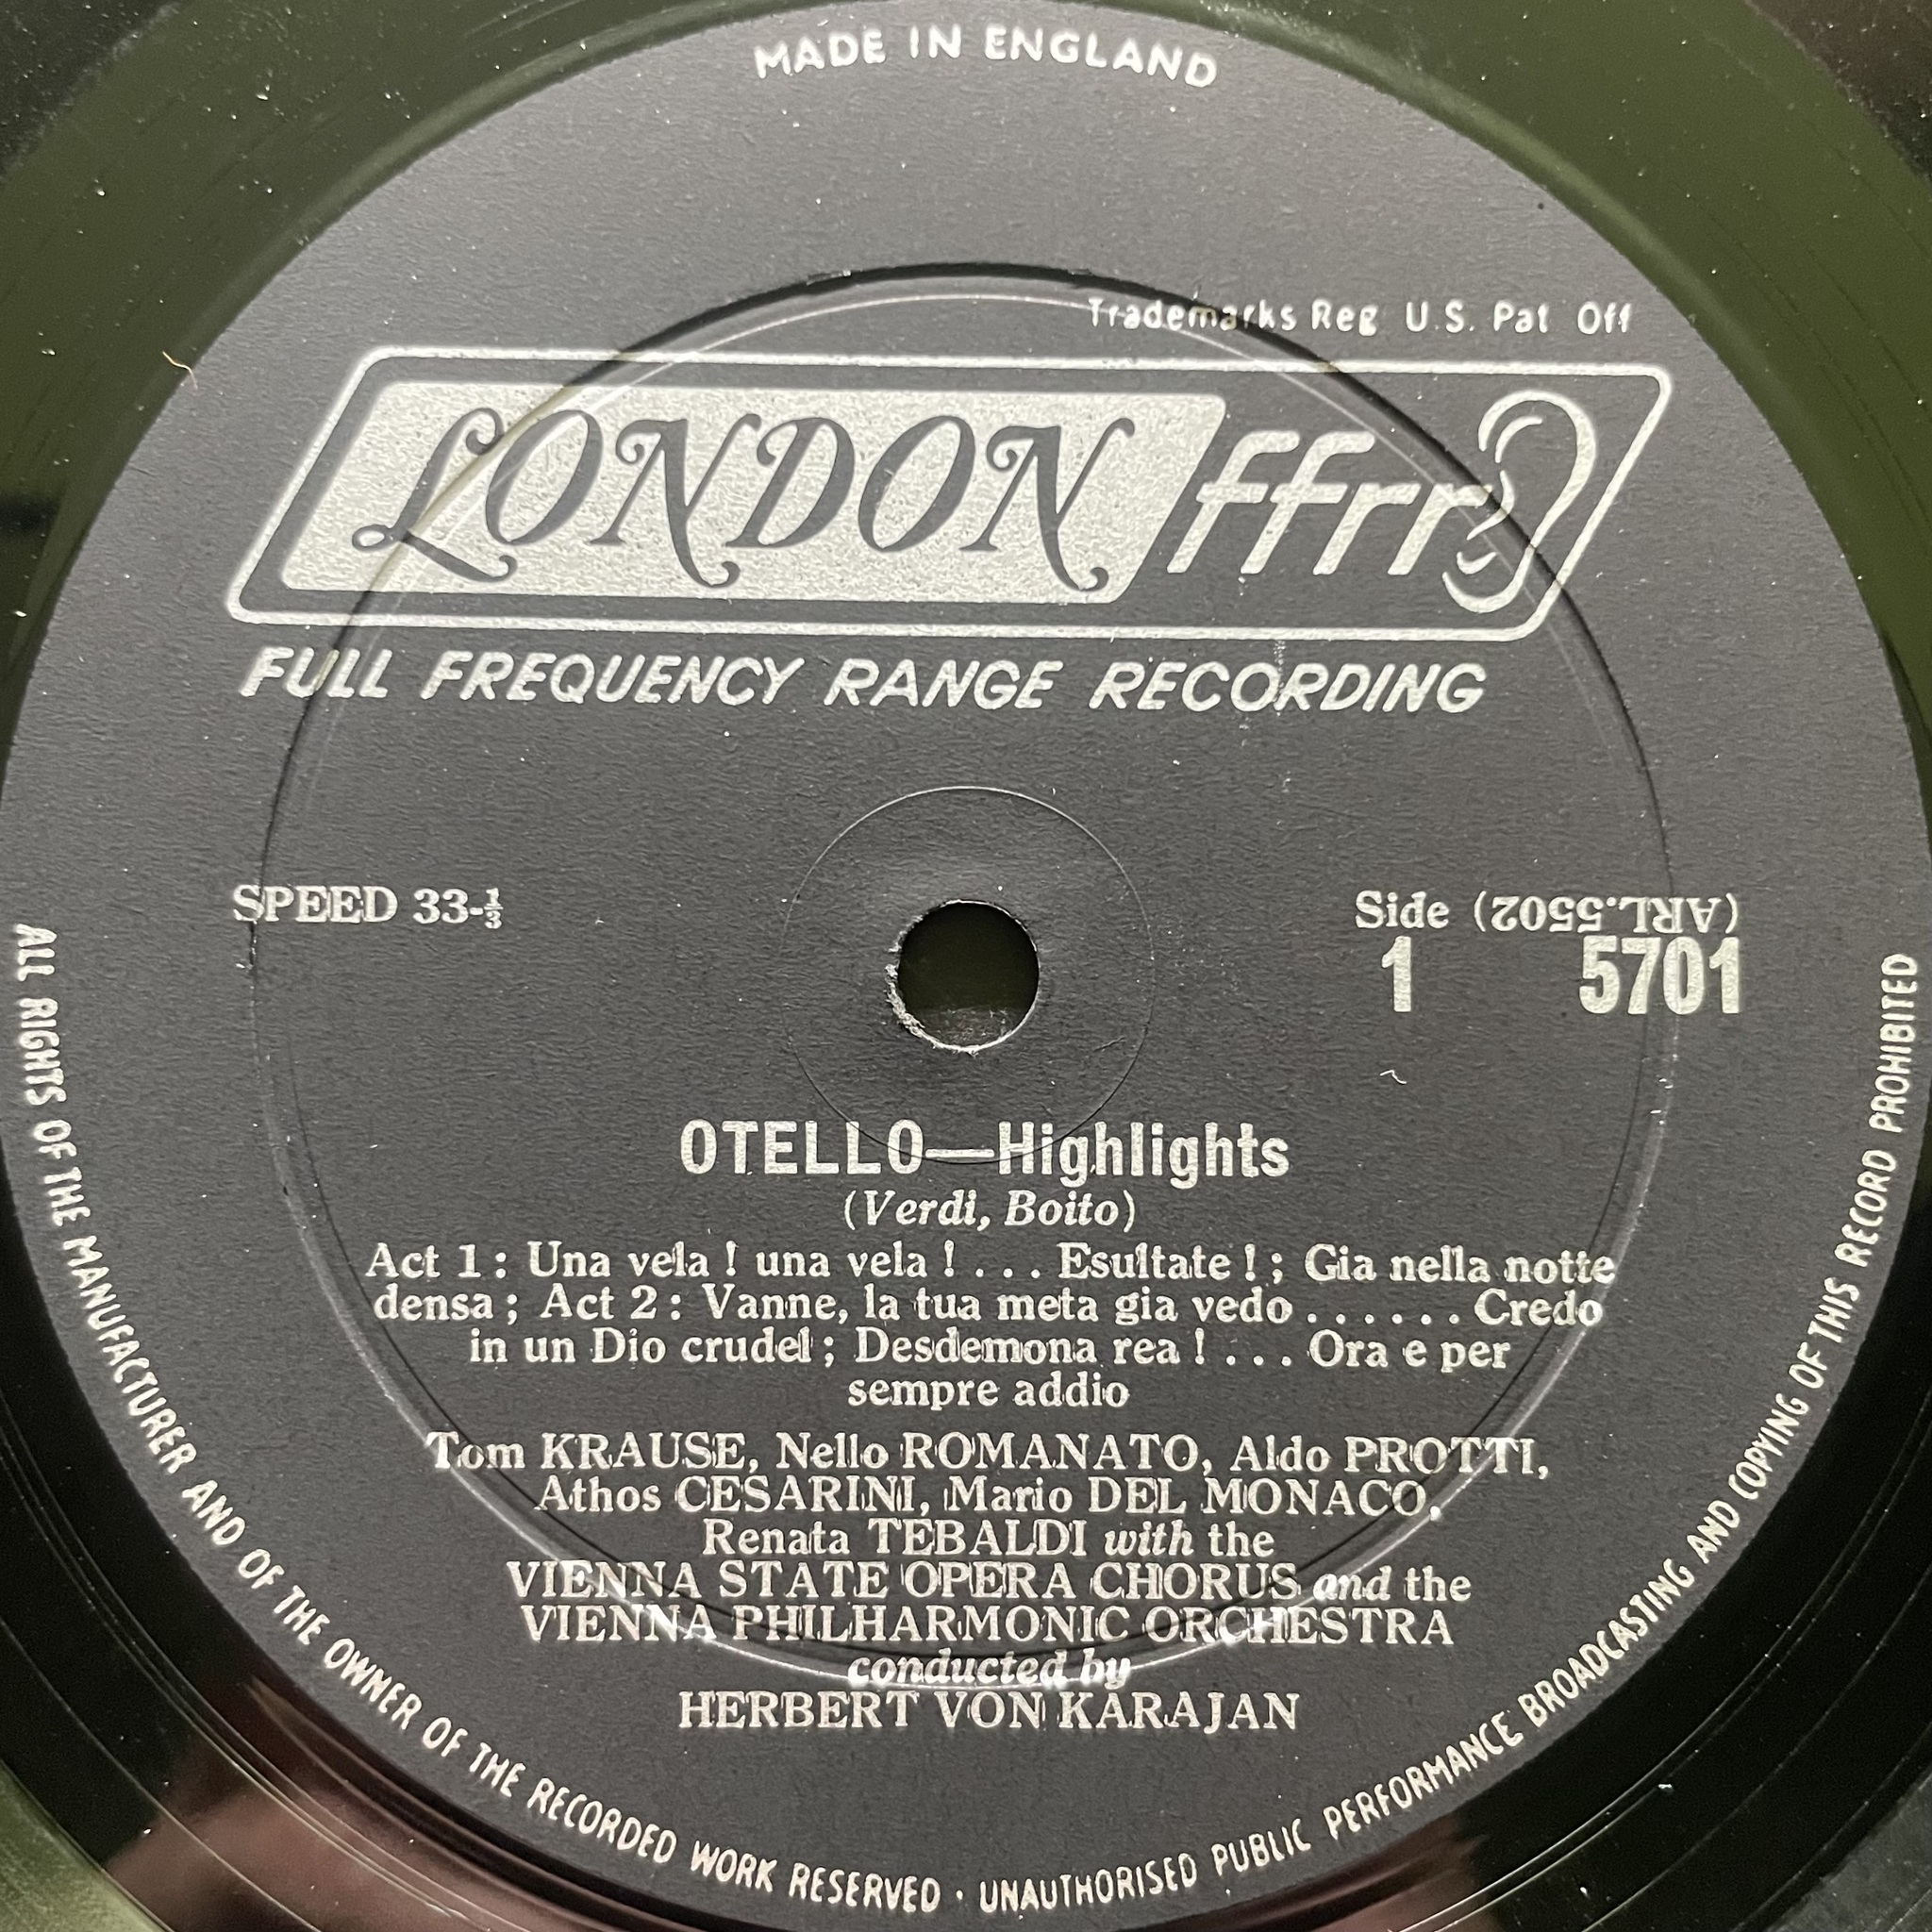 MADE IN ENGLAND
Trademarks Reg U.S. Pat Off
LONDON ffrr
FULL FREQUENCY RANGE RECORDING
SPEED 33-⅓
Side (ARL.5502)
1 5701
OTELLO—Highlights
(Verdi, Boito)
Act 1 : Una vela ! una vela ! . . . Esultate ! ; Gia nella notte
densa ; Act 2 : Vanne, la tua meta gia vedo . . . . . . Credo
in un Dio crudel ; Desdemona rea ! . . . Ora e per
sempre addio
Tom KRAUSE, Nello ROMANATO, Aldo PROTTI,
Athos CESARINI, Mario DEL MONACO,
Renata TEBALDI with the
VIENNA STATE OPERA CHORUS and the
VIENNA PHILHARMONIC ORCHESTRA
conducted by
HERBERT VON KARAJAN
ALL RIGHTS OF THE MANUFACTURER AND OF THE OWNER OF THE RECORDED WORK RESERVED · UNAUTHORISED PUBLIC PERFORMANCE BROADCASTING AND COPYING OF THIS RECORD PROHIBITED